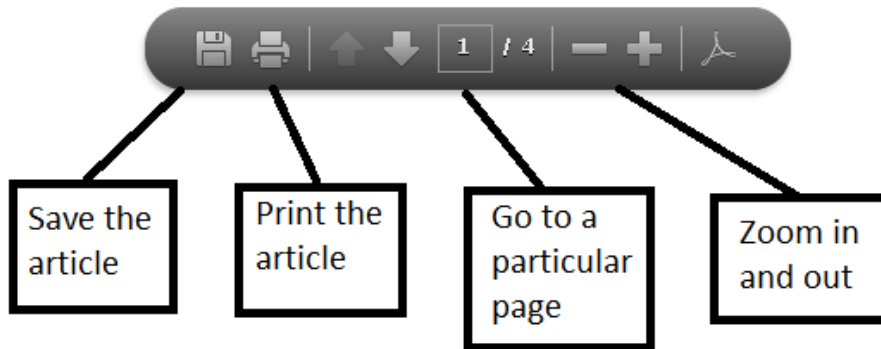 1 / 4
Save the
article
Print the
article
Go to a
particular
page
Zoom in
and out